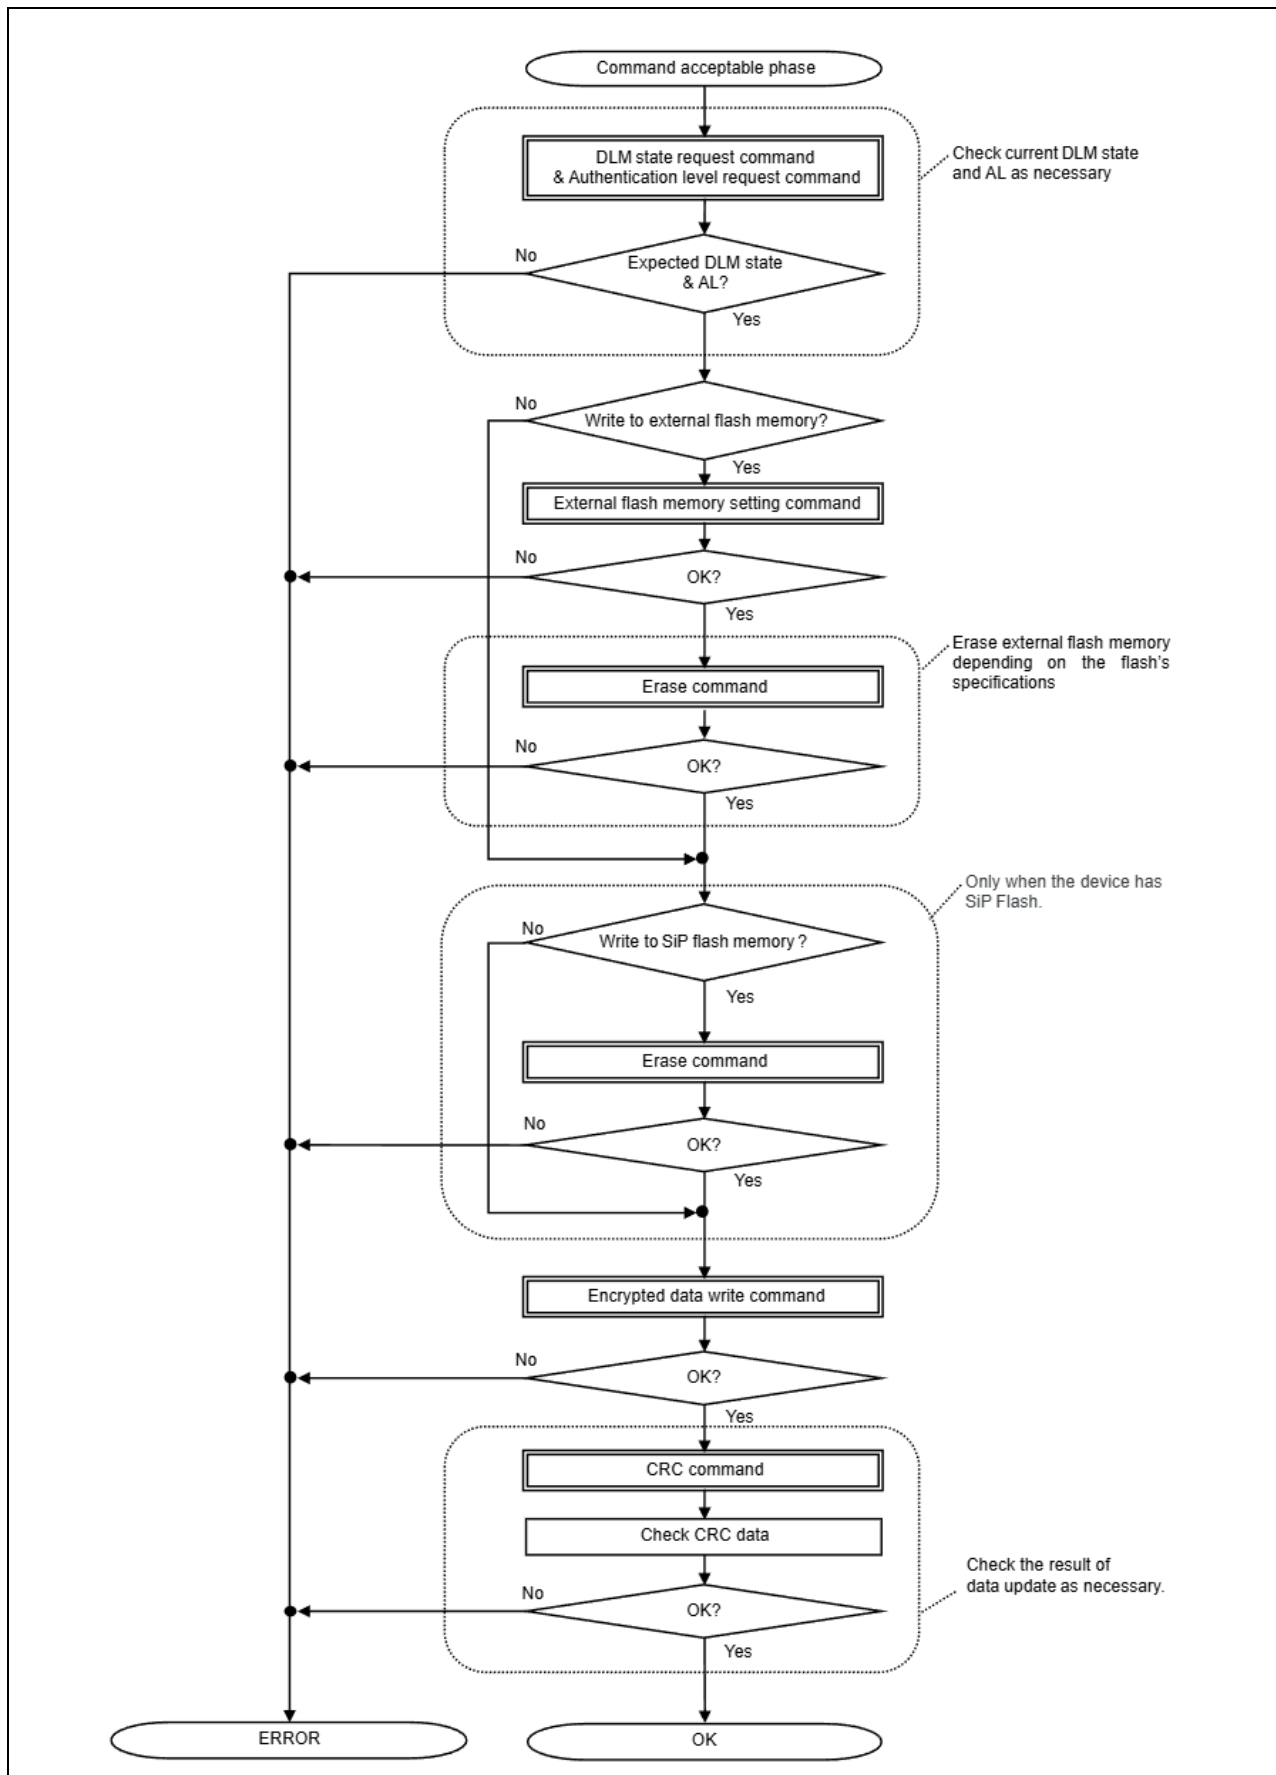 Command acceptable phase
DLM state request command
& Authentication level request command
Check current DLM state
and AL as necessary
No
Expected DLM state
& AL?
Yes
No
Write to external flash memory?
Yes
External flash memory setting command
No
OK?
Yes
Erase external flash memory
depending on the flash's
specifications
Erase command
No
OK?
Yes
Only when the device has
SiP Flash.
No
Write to SiP flash memory ?
Yes
Erase command
No
OK?
Yes
Encrypted data write command
No
OK?
Yes
CRC command
Check CRC data
Check the result of
data update as necessary.
No
OK?
Yes
ERROR
OK